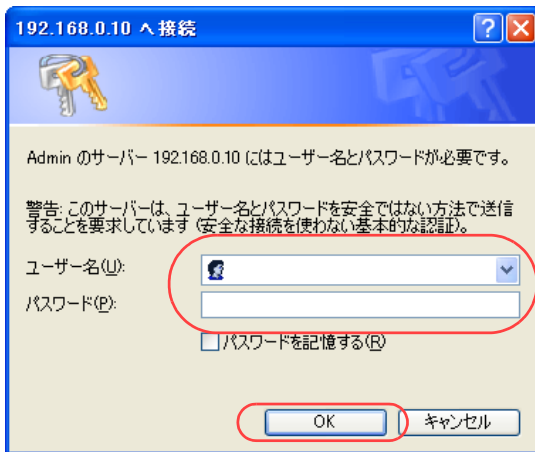 192.168.0.10 へ接続
Admin のサーバー 192.168.0.10 にはユーザー名とパスワードが必要です。
警告: このサーバーは、ユーザー名とパスワードを安全ではない方法で送信
することを要求しています (安全な接続を使わない基本的な認証)。
ユーザー名(U):
パスワード(P):
パスワードを記憶する(R)
OK
キャンセル